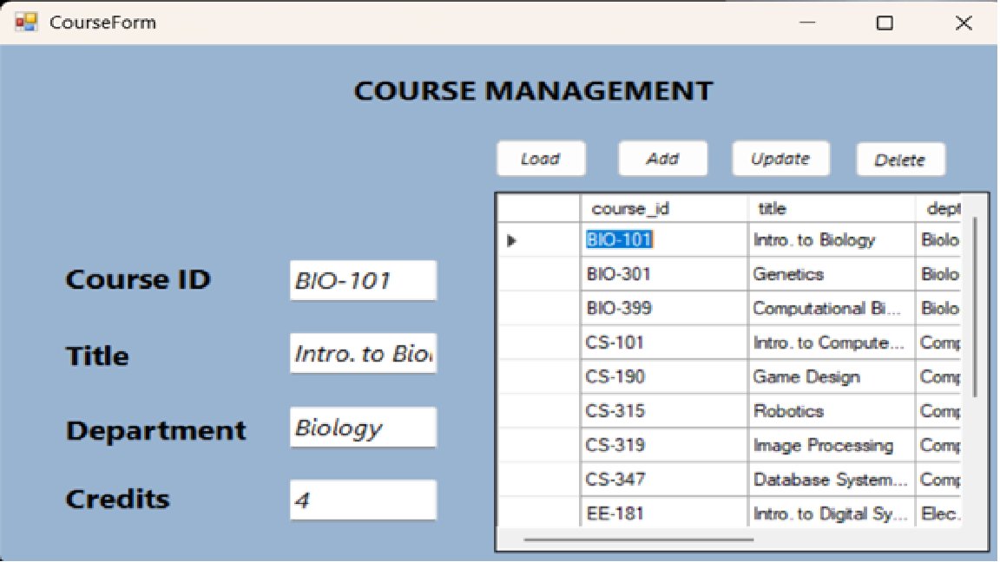 CourseForm
COURSE MANAGEMENT
Load Add Update Delete
course_id title dept
BIO-101 Intro. to Biology Biolo
BIO-301 Genetics Biolo
BIO-399 Computational Bi... Biolo
CS-101 Intro. to Compute... Comp
CS-190 Game Design Comp
CS-315 Robotics Comp
CS-319 Image Processing Comp
CS-347 Database System... Comp
EE-181 Intro. to Digital Sy... Elec.
Course ID BIO-101
Title Intro. to Bio
Department Biology
Credits 4